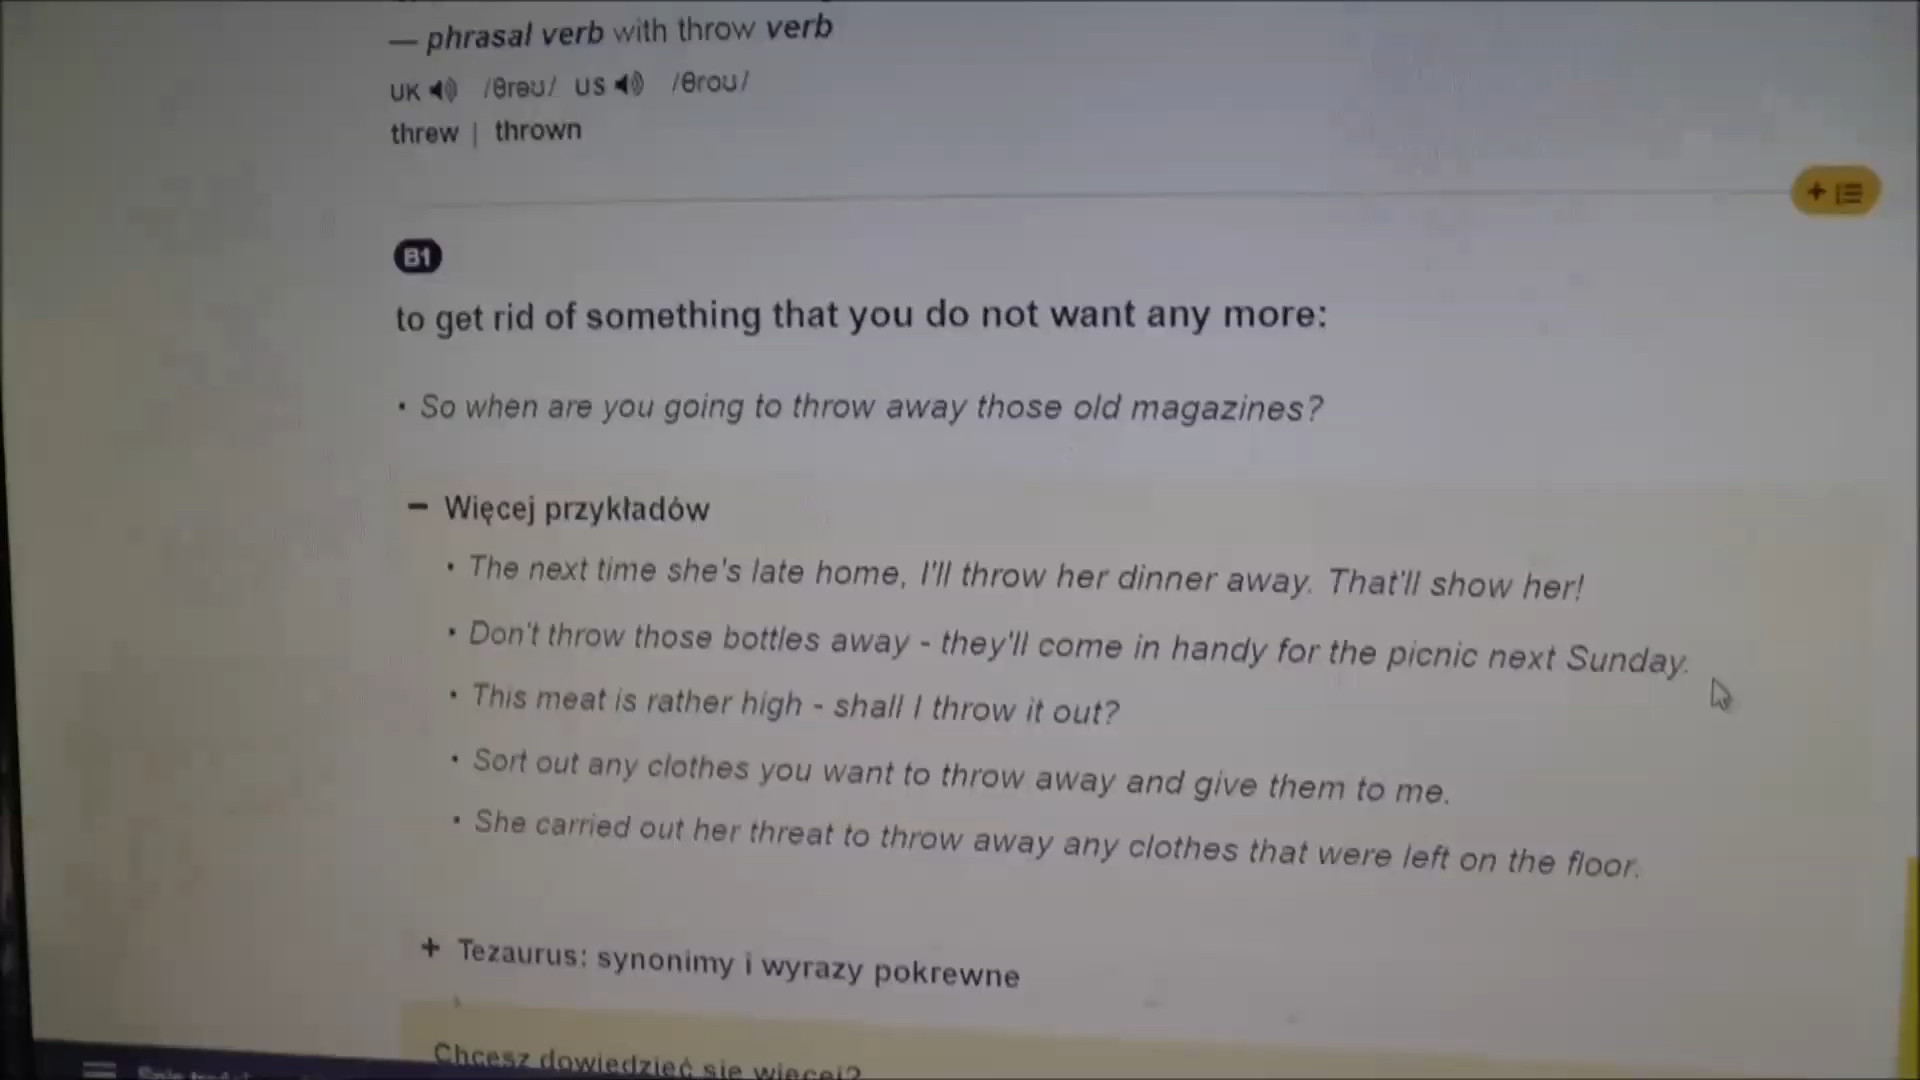 — phrasal verb with throw verb
UK /θrəʊ/ US /θroʊ/
threw | thrown
B1
to get rid of something that you do not want any more:
· So when are you going to throw away those old magazines?
– Więcej przykładów
· The next time she's late home, I'll throw her dinner away. That'll show her!
· Don't throw those bottles away - they'll come in handy for the picnic next Sunday.
· This meat is rather high - shall I throw it out?
· Sort out any clothes you want to throw away and give them to me.
· She carried out her threat to throw away any clothes that were left on the floor.
+ Tezaurus: synonimy i wyrazy pokrewne
Chcesz dowiedzieć się więcej?